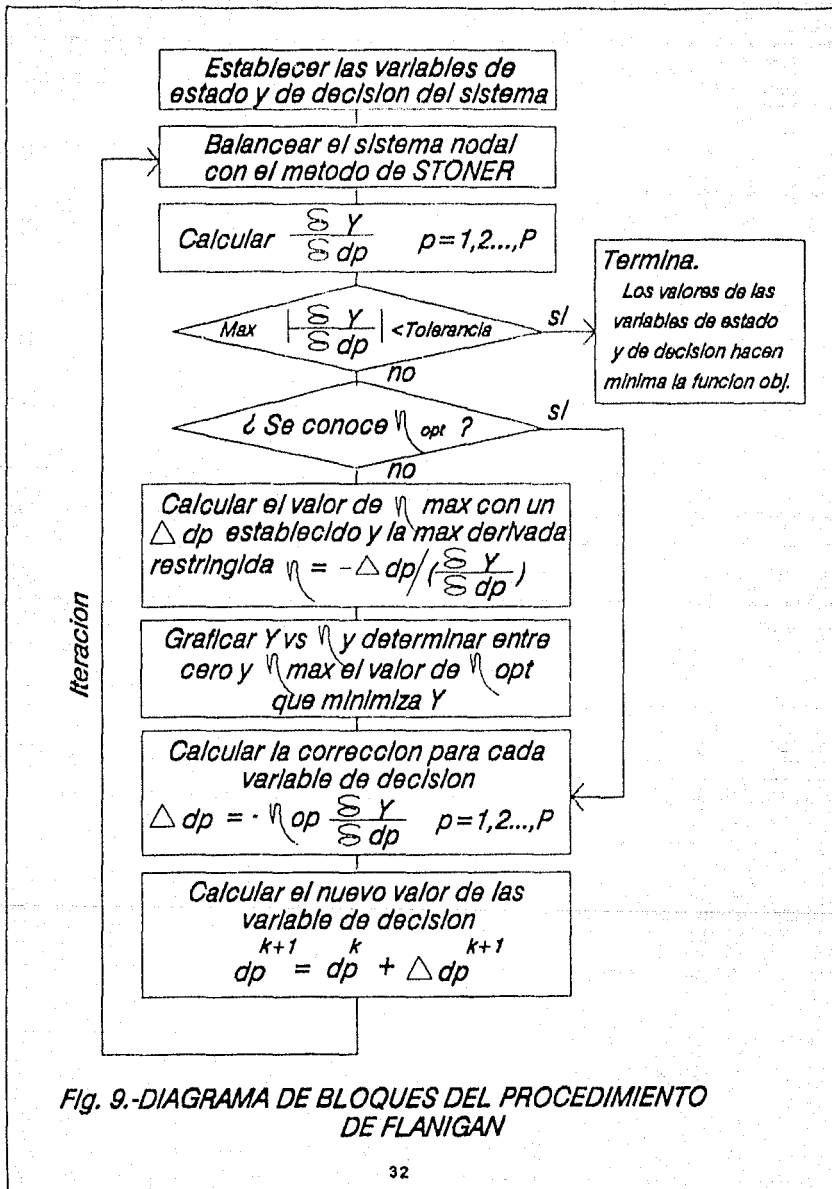 Establecer las variables de
estado y de decision del sistema
Balancear el sistema nodal
con el metodo de STONER
Calcular δY/δdp p=1,2...,P
Max |δY/δdp| <Tolerancia
si
no
Termina.
Los valores de las
variables de estado
y de decision hacen
minima la funcion obj.
¿ Se conoce η opt ?
si
no
Calcular el valor de η max con un
△ dp establecido y la max derivada
restringida η = -△ dp/(δY/δdp)
Graficar Y vs η y determinar entre
cero y η max el valor de η opt
que minimiza Y
Calcular la correccion para cada
variable de decision
△ dp = - η op δY/δdp p=1,2...,P
Calcular el nuevo valor de las
variable de decision
dp^k+1 = dp^k + △ dp^k+1
Iteracion
Fig. 9.-DIAGRAMA DE BLOQUES DEL PROCEDIMIENTO
DE FLANIGAN
32